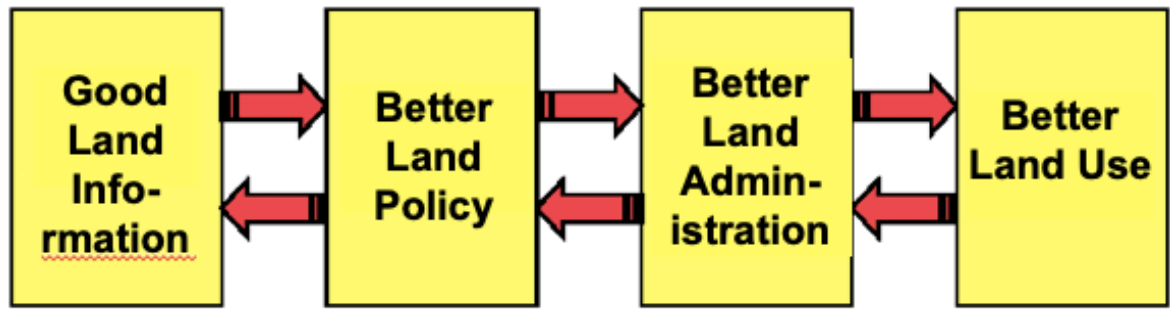 Good
Land
Info-
rmation
Better
Land
Policy
Better
Land
Admin-
istration
Better
Land Use